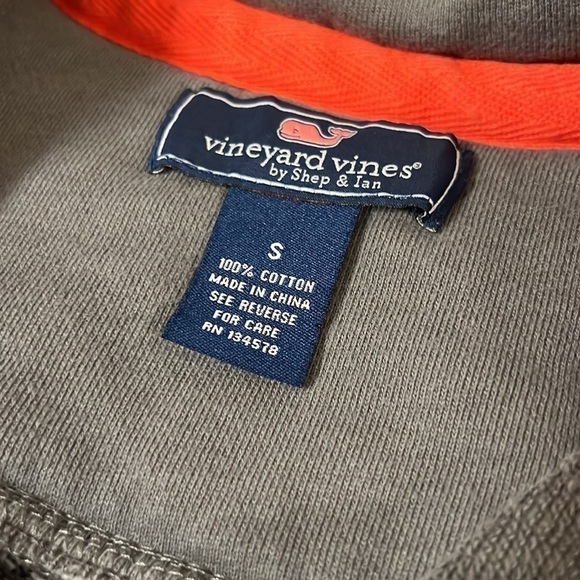 vineyard vines®
by Shep & Ian
S
100% COTTON
MADE IN CHINA
SEE REVERSE
FOR CARE
RN 134578